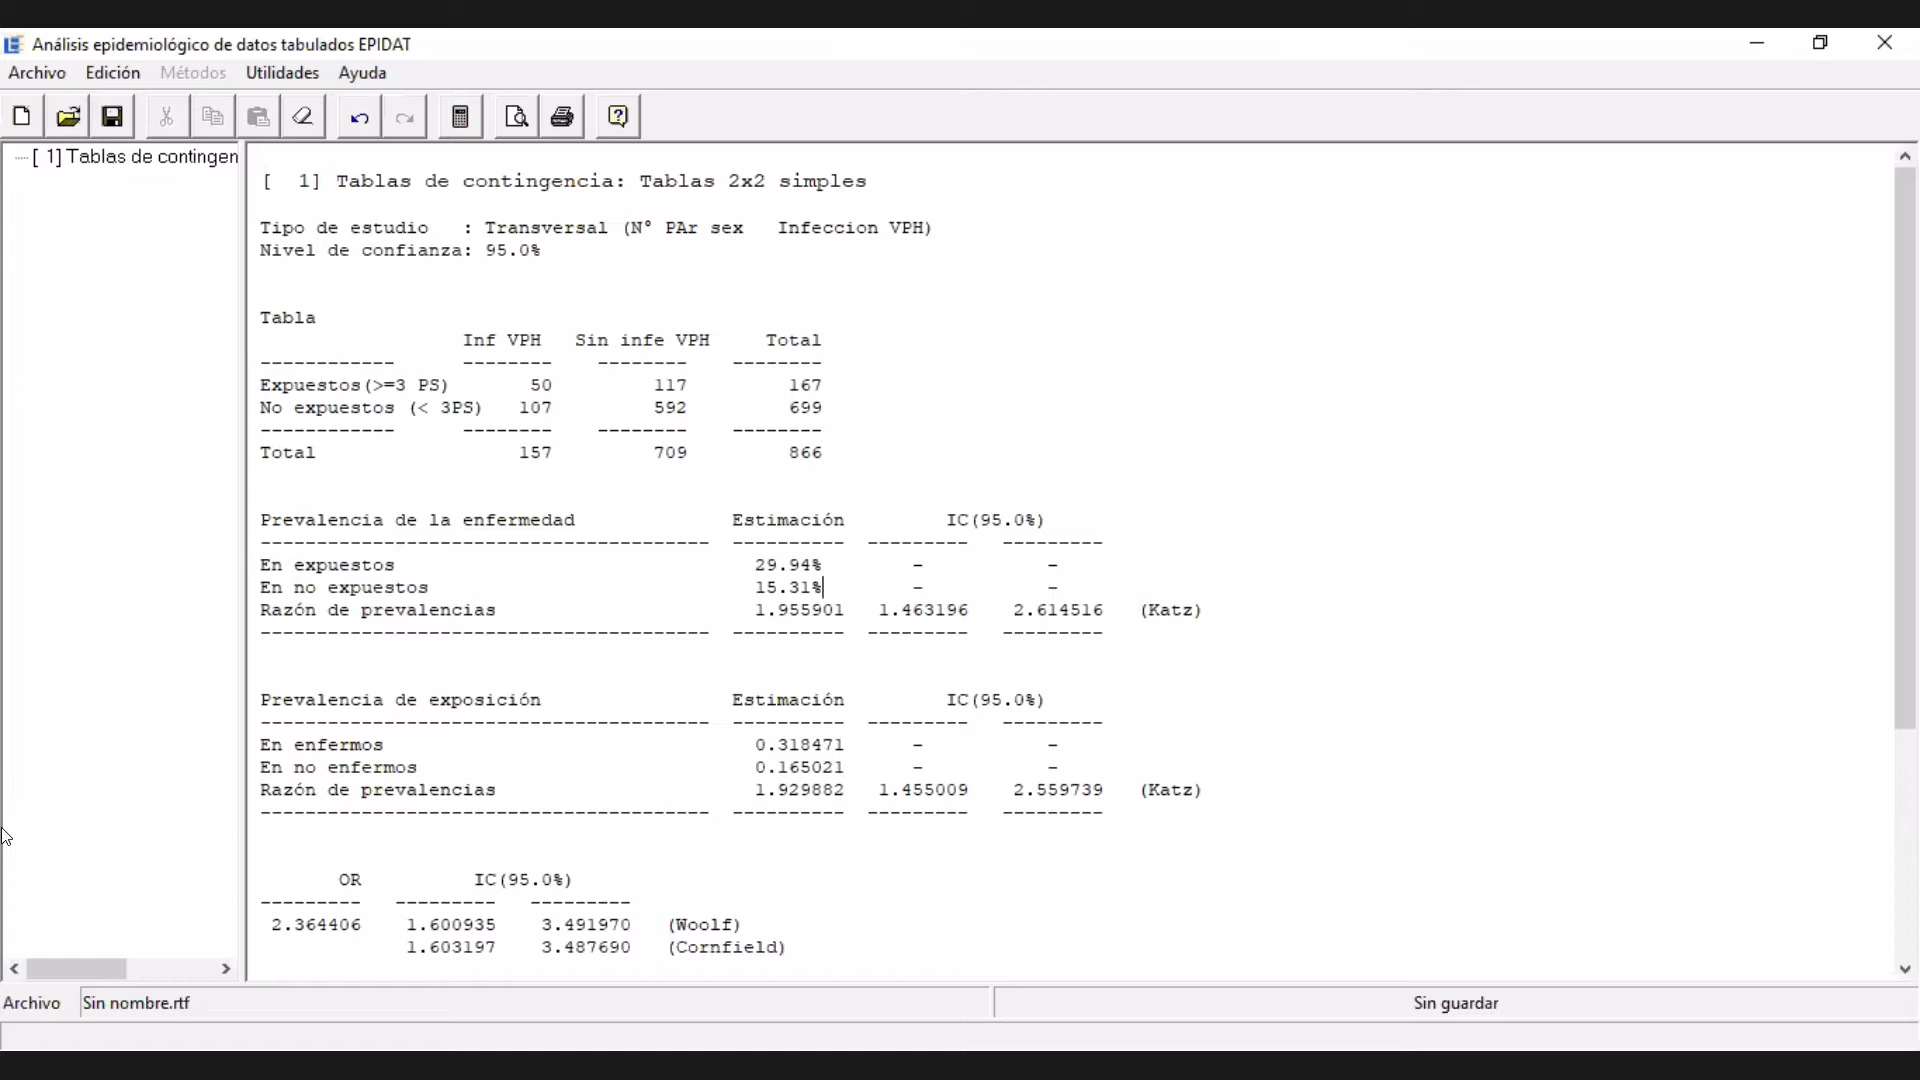 Análisis epidemiológico de datos tabulados EPIDAT
Archivo Edición Métodos Utilidades Ayuda
[ 1] Tablas de contingen
[ 1] Tablas de contingencia: Tablas 2x2 simples
Tipo de estudio : Transversal (N° PAr sex Infeccion VPH)
Nivel de confianza: 95.0%
Tabla
Inf VPH Sin infe VPH Total
------------ -------- -------- --------
Expuestos(>=3 PS) 50 117 167
No expuestos (< 3PS) 107 592 699
------------ -------- -------- --------
Total 157 709 866
Prevalencia de la enfermedad Estimación IC(95.0%)
---------------------------------------- ---------- --------- ---------
En expuestos 29.94% - -
En no expuestos 15.31% - -
Razón de prevalencias 1.955901 1.463196 2.614516 (Katz)
---------------------------------------- ---------- --------- ---------
Prevalencia de exposición Estimación IC(95.0%)
---------------------------------------- ---------- --------- ---------
En enfermos 0.318471 - -
En no enfermos 0.165021 - -
Razón de prevalencias 1.929882 1.455009 2.559739 (Katz)
---------------------------------------- ---------- --------- ---------
OR IC(95.0%)
--------- --------- ---------
2.364406 1.600935 3.491970 (Woolf)
1.603197 3.487690 (Cornfield)
Archivo Sin nombre.rtf Sin guardar